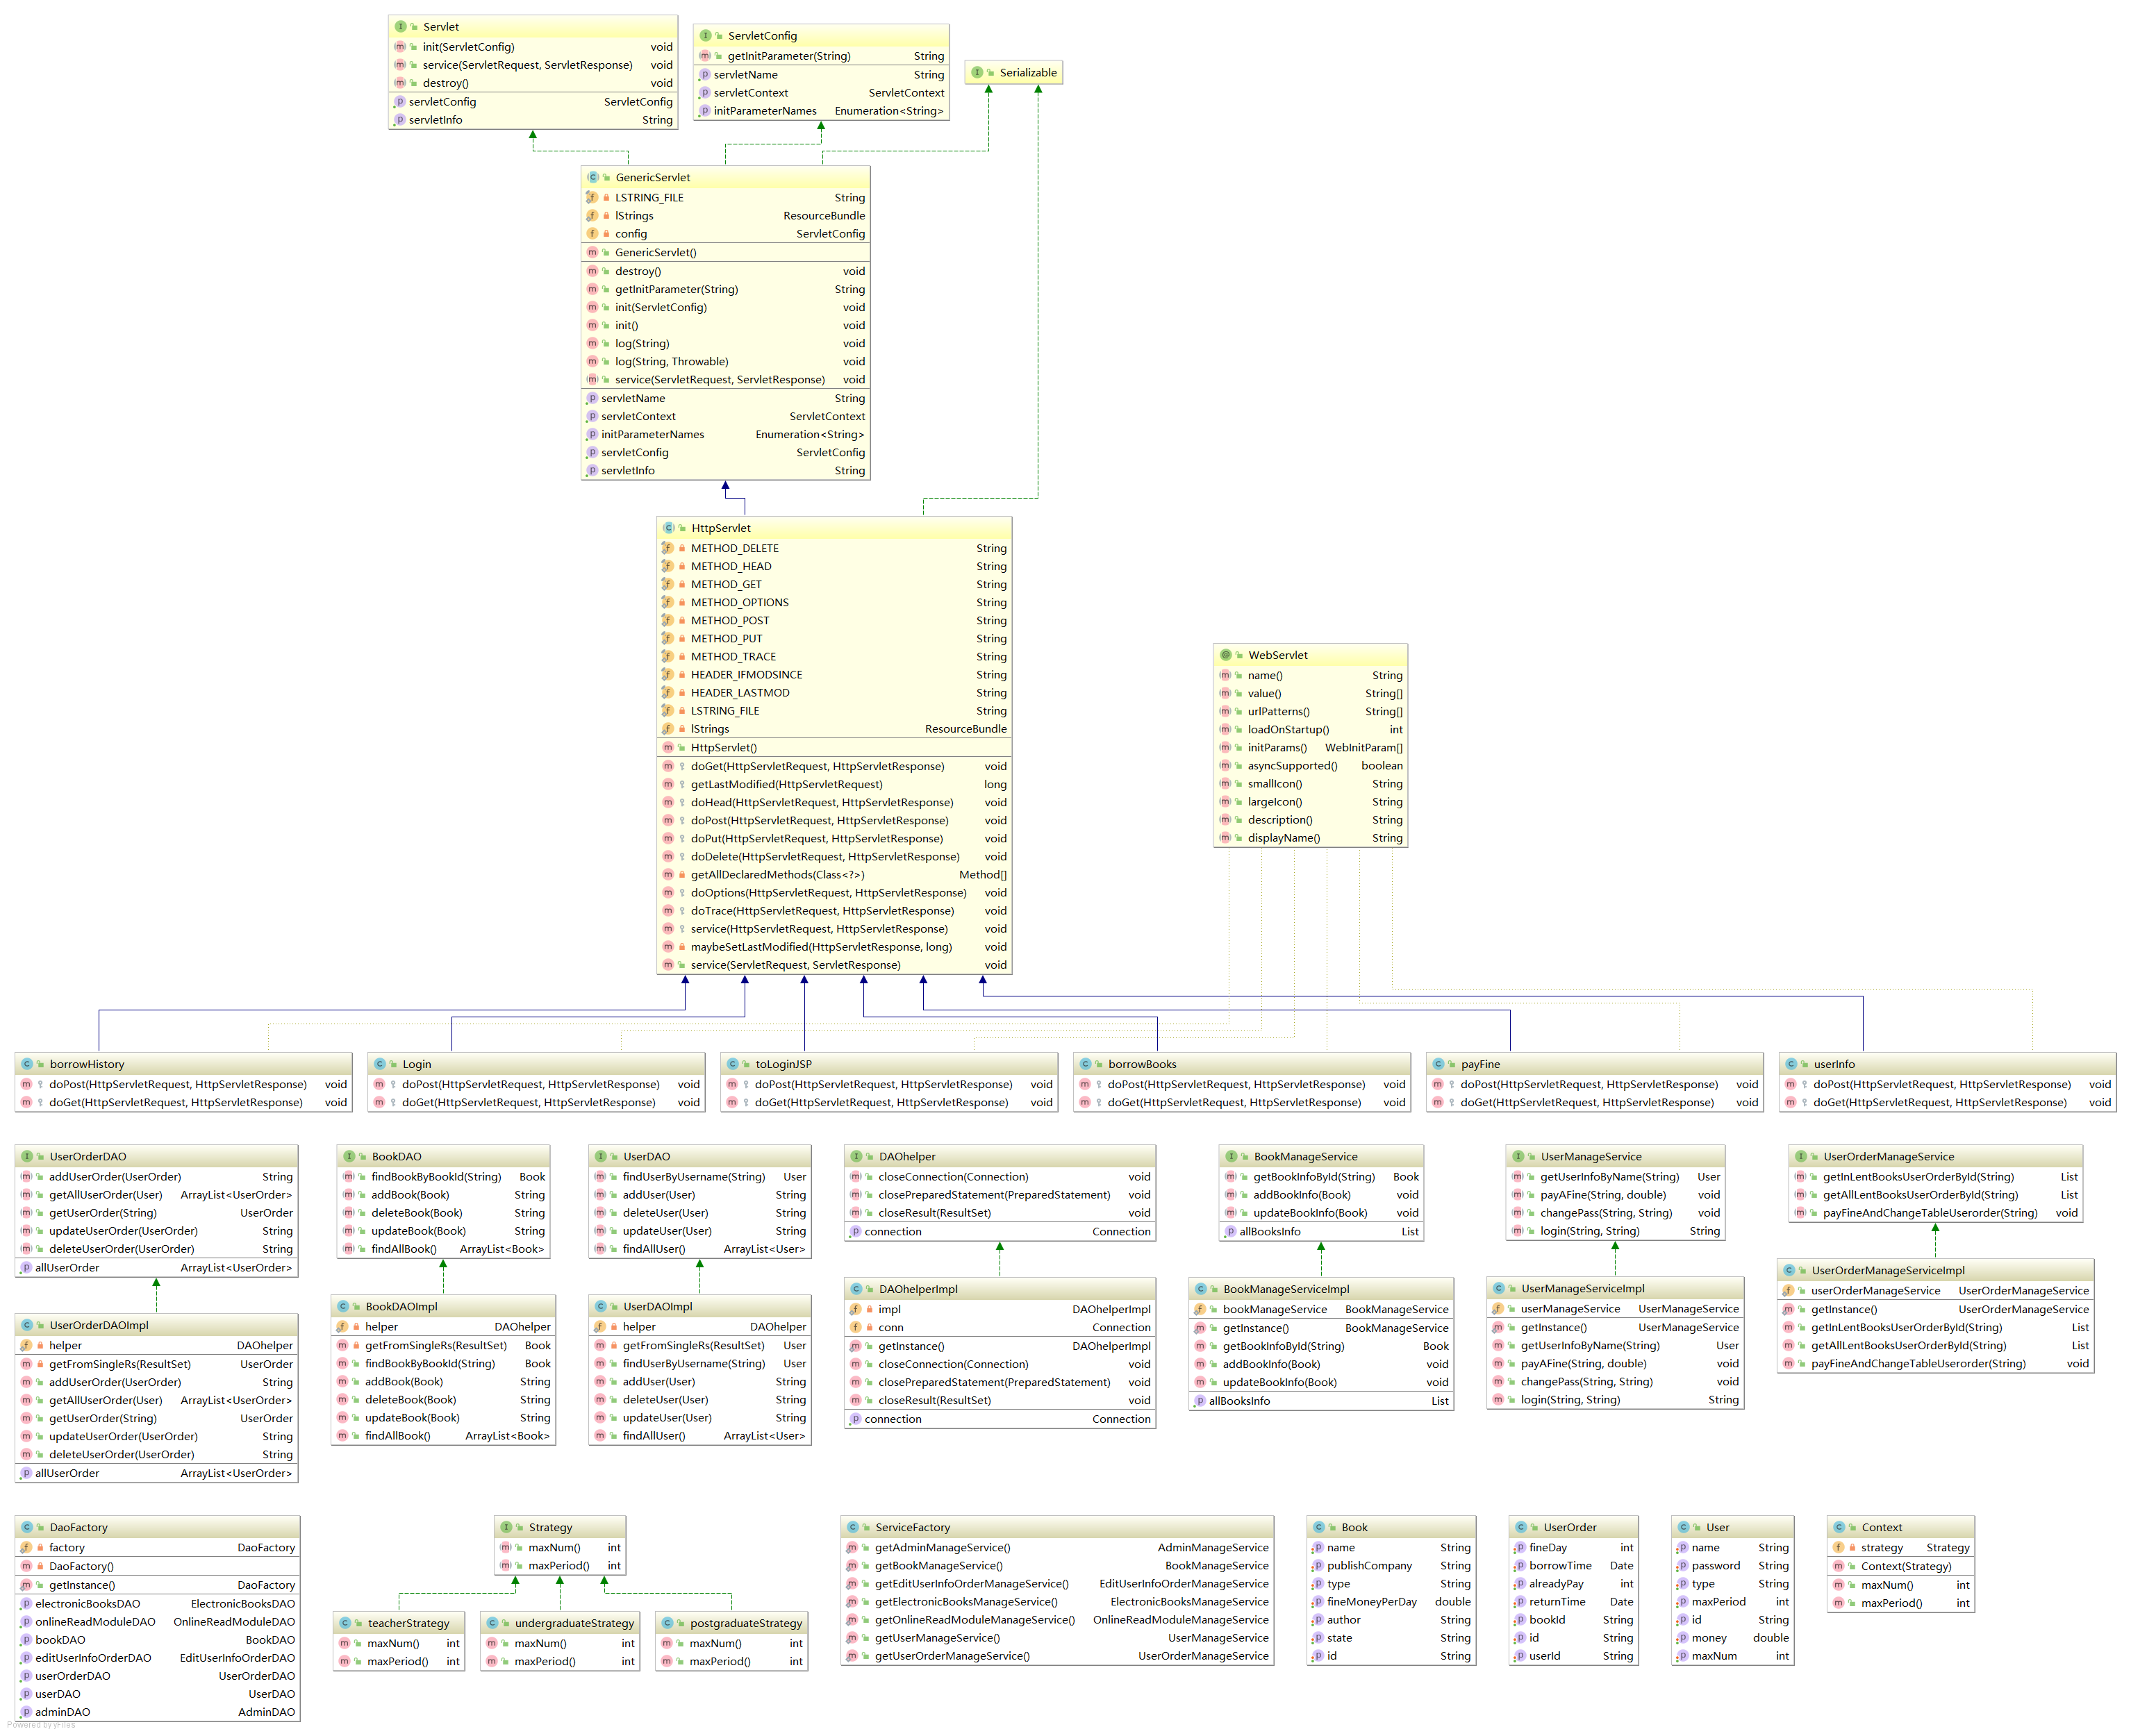 Servlet
init(ServletConfig) void
service(ServletRequest, ServletResponse) void
destroy() void
servletConfig ServletConfig
servletInfo String
ServletConfig
getInitParameter(String) String
servletName String
servletContext ServletContext
initParameterNames Enumeration<String>
Serializable
GenericServlet
LSTRING_FILE String
lStrings ResourceBundle
config ServletConfig
GenericServlet()
destroy() void
getInitParameter(String) String
init(ServletConfig) void
init() void
log(String) void
log(String, Throwable) void
service(ServletRequest, ServletResponse) void
servletName String
servletContext ServletContext
initParameterNames Enumeration<String>
servletConfig ServletConfig
servletInfo String
HttpServlet
METHOD_DELETE String
METHOD_HEAD String
METHOD_GET String
METHOD_OPTIONS String
METHOD_POST String
METHOD_PUT String
METHOD_TRACE String
HEADER_IFMODSINCE String
HEADER_LASTMOD String
LSTRING_FILE String
lStrings ResourceBundle
HttpServlet()
doGet(HttpServletRequest, HttpServletResponse) void
getLastModified(HttpServletRequest) long
doHead(HttpServletRequest, HttpServletResponse) void
doPost(HttpServletRequest, HttpServletResponse) void
doPut(HttpServletRequest, HttpServletResponse) void
doDelete(HttpServletRequest, HttpServletResponse) void
getAllDeclaredMethods(Class<?>) Method[]
doOptions(HttpServletRequest, HttpServletResponse) void
doTrace(HttpServletRequest, HttpServletResponse) void
service(HttpServletRequest, HttpServletResponse) void
maybeSetLastModified(HttpServletResponse, long) void
service(ServletRequest, ServletResponse) void
WebServlet
name() String
value() String[]
urlPatterns() String[]
loadOnStartup() int
initParams() WebInitParam[]
asyncSupported() boolean
smallIcon() String
largeIcon() String
description() String
displayName() String
borrowHistory
doPost(HttpServletRequest, HttpServletResponse) void
doGet(HttpServletRequest, HttpServletResponse) void
Login
doPost(HttpServletRequest, HttpServletResponse) void
doGet(HttpServletRequest, HttpServletResponse) void
toLoginJSP
doPost(HttpServletRequest, HttpServletResponse) void
doGet(HttpServletRequest, HttpServletResponse) void
borrowBooks
doPost(HttpServletRequest, HttpServletResponse) void
doGet(HttpServletRequest, HttpServletResponse) void
payFine
doPost(HttpServletRequest, HttpServletResponse) void
doGet(HttpServletRequest, HttpServletResponse) void
userInfo
doPost(HttpServletRequest, HttpServletResponse) void
doGet(HttpServletRequest, HttpServletResponse) void
UserOrderDAO
addUserOrder(UserOrder) String
getAllUserOrder(User) ArrayList<UserOrder>
getUserOrder(String) UserOrder
updateUserOrder(UserOrder) String
deleteUserOrder(UserOrder) String
allUserOrder ArrayList<UserOrder>
BookDAO
findBookByBookId(String) Book
addBook(Book) String
deleteBook(Book) String
updateBook(Book) String
findAllBook() ArrayList<Book>
UserDAO
findUserByUsername(String) User
addUser(User) String
deleteUser(User) String
updateUser(User) String
findAllUser() ArrayList<User>
DAOhelper
closeConnection(Connection) void
closePreparedStatement(PreparedStatement) void
closeResult(ResultSet) void
connection Connection
BookManageService
getBookInfoById(String) Book
addBookInfo(Book) void
updateBookInfo(Book) void
allBooksInfo List
UserManageService
getUserInfoByName(String) User
payAFine(String, double) void
changePass(String, String) void
login(String, String) String
UserOrderManageService
getInLentBooksUserOrderById(String) List
getAllLentBooksUserOrderById(String) List
payFineAndChangeTableUserorder(String) void
UserOrderDAOImpl
helper DAOhelper
getFromSingleRs(ResultSet) UserOrder
addUserOrder(UserOrder) String
getAllUserOrder(User) ArrayList<UserOrder>
getUserOrder(String) UserOrder
updateUserOrder(UserOrder) String
deleteUserOrder(UserOrder) String
allUserOrder ArrayList<UserOrder>
BookDAOImpl
helper DAOhelper
getFromSingleRs(ResultSet) Book
findBookByBookId(String) Book
addBook(Book) String
deleteBook(Book) String
updateBook(Book) String
findAllBook() ArrayList<Book>
UserDAOImpl
helper DAOhelper
getFromSingleRs(ResultSet) User
findUserByUsername(String) User
addUser(User) String
deleteUser(User) String
updateUser(User) String
findAllUser() ArrayList<User>
DAOhelperImpl
impl DAOhelperImpl
conn Connection
getInstance() DAOhelperImpl
closeConnection(Connection) void
closePreparedStatement(PreparedStatement) void
closeResult(ResultSet) void
connection Connection
BookManageServiceImpl
bookManageService BookManageService
getInstance() BookManageService
getBookInfoById(String) Book
addBookInfo(Book) void
updateBookInfo(Book) void
allBooksInfo List
UserManageServiceImpl
userManageService UserManageService
getInstance() UserManageService
getUserInfoByName(String) User
payAFine(String, double) void
changePass(String, String) void
login(String, String) String
UserOrderManageServiceImpl
userOrderManageService UserOrderManageService
getInstance() UserOrderManageService
getInLentBooksUserOrderById(String) List
getAllLentBooksUserOrderById(String) List
payFineAndChangeTableUserorder(String) void
DaoFactory
factory DaoFactory
DaoFactory()
getInstance() DaoFactory
electronicBooksDAO ElectronicBooksDAO
onlineReadModuleDAO OnlineReadModuleDAO
bookDAO BookDAO
editUserInfoOrderDAO EditUserInfoOrderDAO
userOrderDAO UserOrderDAO
userDAO UserDAO
adminDAO AdminDAO
Strategy
maxNum() int
maxPeriod() int
teacherStrategy
maxNum() int
maxPeriod() int
undergraduateStrategy
maxNum() int
maxPeriod() int
postgraduateStrategy
maxNum() int
maxPeriod() int
ServiceFactory
getAdminManageService() AdminManageService
getBookManageService() BookManageService
getEditUserInfoOrderManageService() EditUserInfoOrderManageService
getElectronicBooksManageService() ElectronicBooksManageService
getOnlineReadModuleManageService() OnlineReadModuleManageService
getUserManageService() UserManageService
getUserOrderManageService() UserOrderManageService
Book
name String
publishCompany String
type String
fineMoneyPerDay double
author String
state String
id String
UserOrder
fineDay int
borrowTime Date
alreadyPay int
returnTime Date
bookId String
id String
userId String
User
name String
password String
type String
maxPeriod int
id String
money double
maxNum int
Context
strategy Strategy
Context(Strategy)
maxNum() int
maxPeriod() int
Powered by yFiles